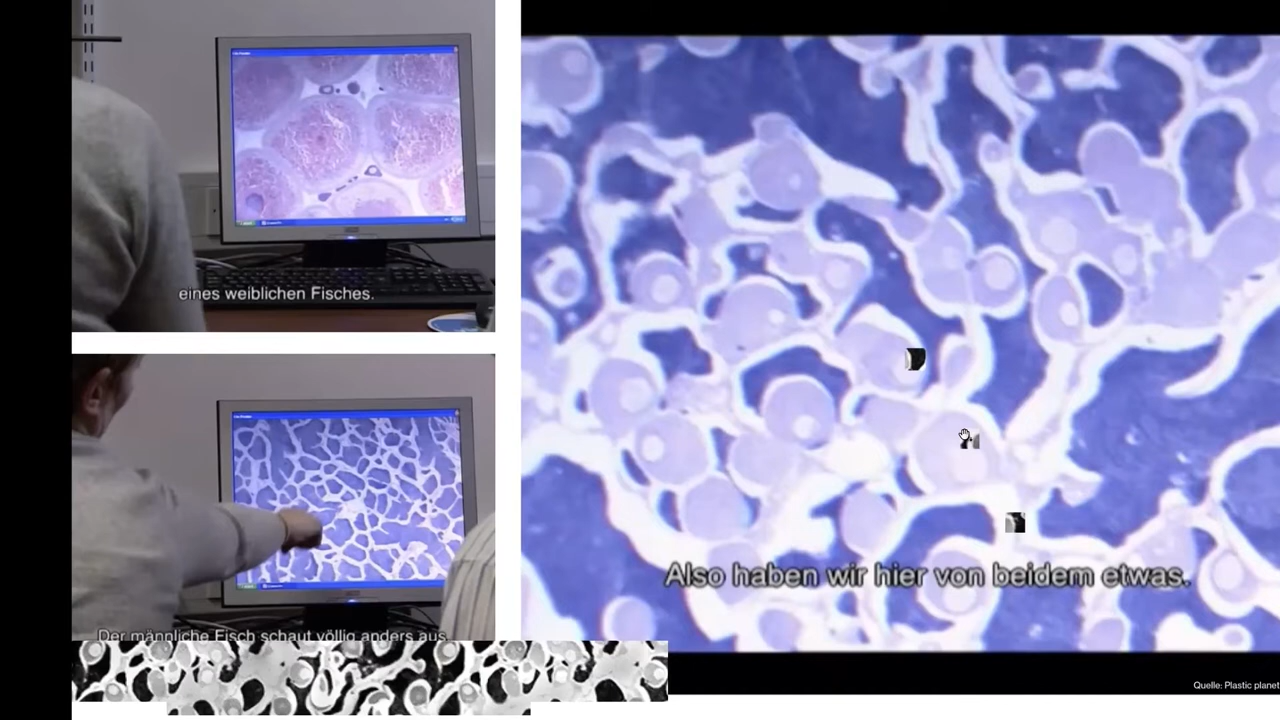 eines weiblichen Fisches.
Der männliche Fisch schaut völlig anders aus
Also haben wir hier von beidem etwas.
Quelle: Plastic planet